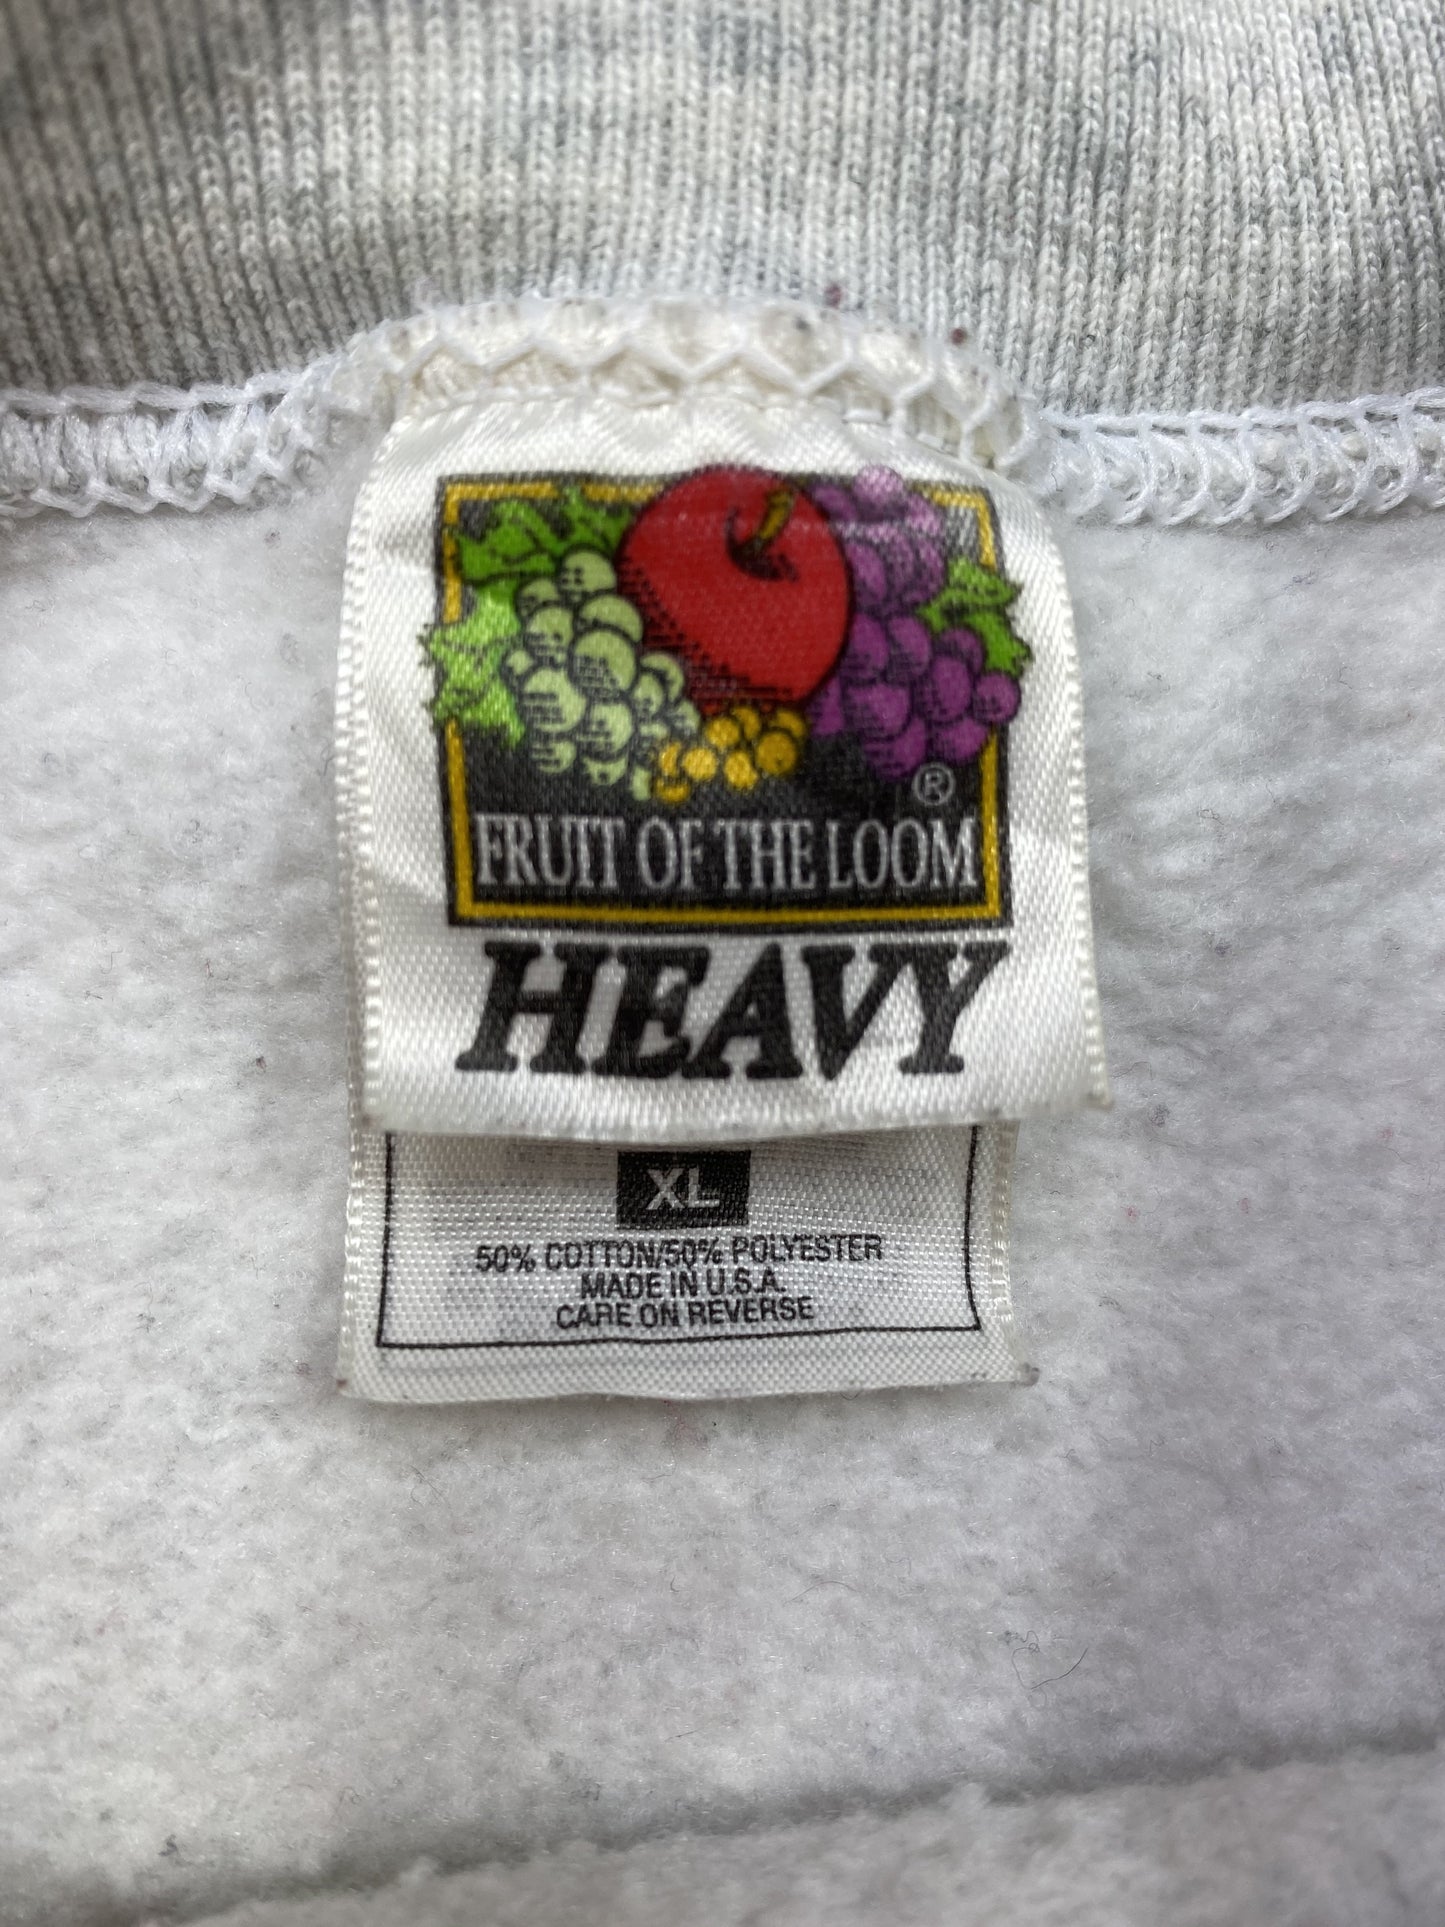 ®
FRUIT OF THE LOOM
HEAVY
XL
50% COTTON/50% POLYESTER
MADE IN U.S.A.
CARE ON REVERSE